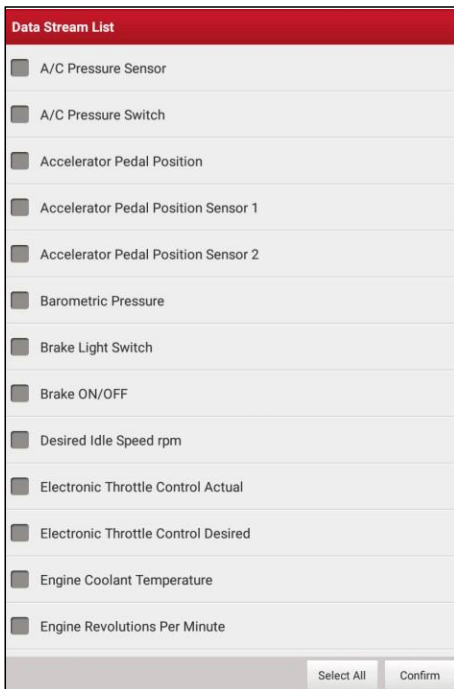 Data Stream List
A/C Pressure Sensor
A/C Pressure Switch
Accelerator Pedal Position
Accelerator Pedal Position Sensor 1
Accelerator Pedal Position Sensor 2
Barometric Pressure
Brake Light Switch
Brake ON/OFF
Desired Idle Speed rpm
Electronic Throttle Control Actual
Electronic Throttle Control Desired
Engine Coolant Temperature
Engine Revolutions Per Minute
Select All Confirm